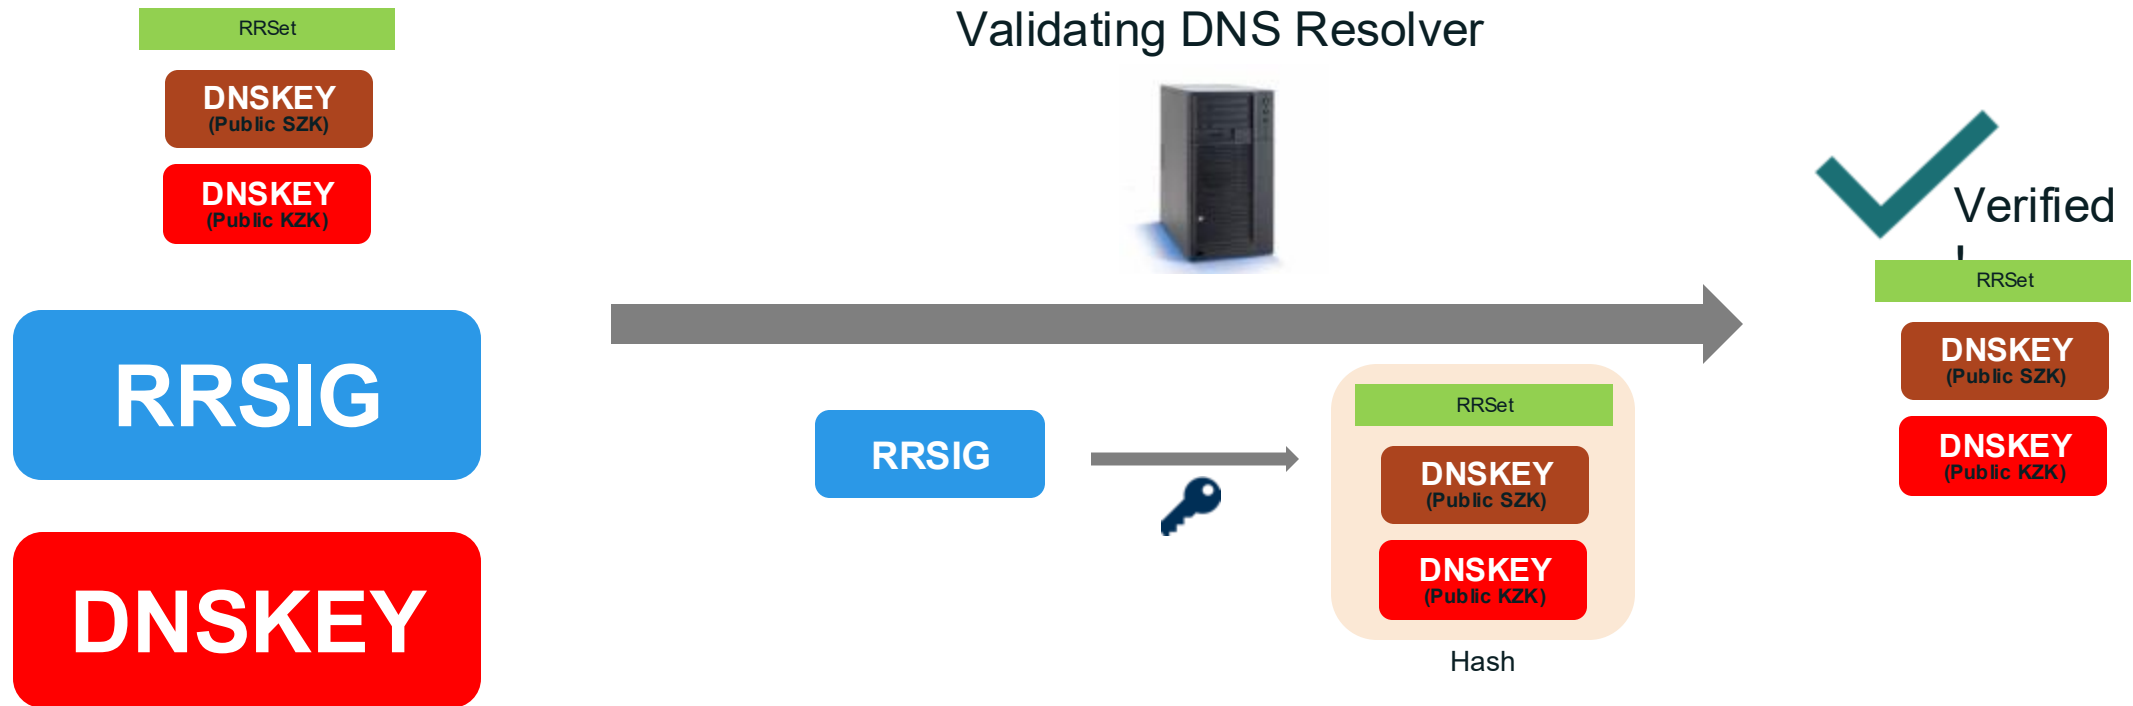 RRSet
DNSKEY
(Public SZK)
DNSKEY
(Public KZK)
RRSIG
DNSKEY
Validating DNS Resolver
RRSIG
RRSet
DNSKEY
(Public SZK)
DNSKEY
(Public KZK)
Hash
Verified
!
RRSet
DNSKEY
(Public SZK)
DNSKEY
(Public KZK)